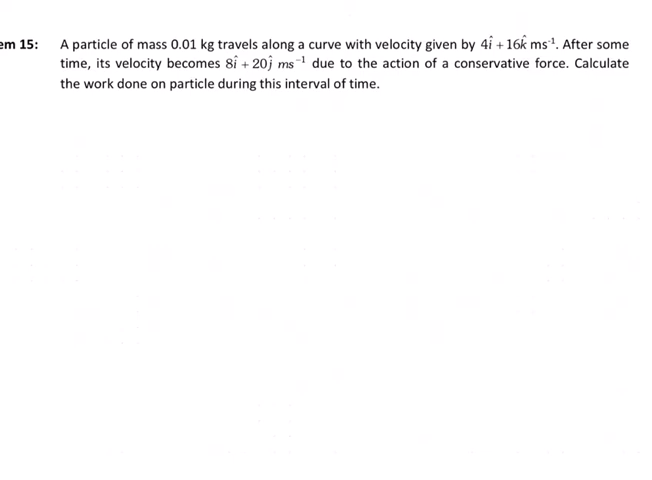 em 15: A particle of mass 0.01 kg travels along a curve with velocity given by 4î + 16k̂ ms⁻¹. After some
time, its velocity becomes 8î + 20ĵ ms⁻¹ due to the action of a conservative force. Calculate
the work done on particle during this interval of time.